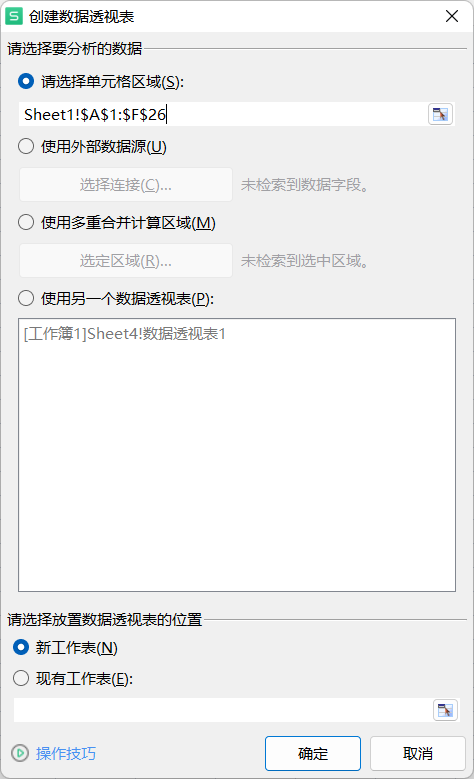 创建数据透视表
请选择要分析的数据
请选择单元格区域(S):
Sheet1!$A$1:$F$26
使用外部数据源(U)
选择连接(C)... 未检索到数据字段。
使用多重合并计算区域(M)
选定区域(R)... 未检索到选中区域。
使用另一个数据透视表(P):
[工作簿1]Sheet4!数据透视表1
请选择放置数据透视表的位置
新工作表(N)
现有工作表(E):
操作技巧 确定 取消